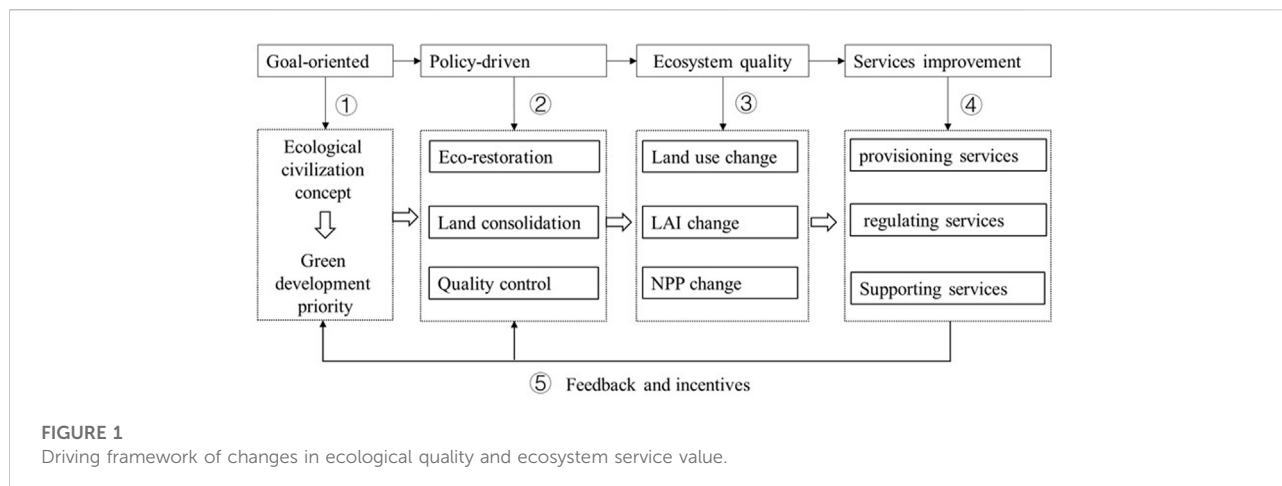 Goal-oriented
Policy-driven
Ecosystem quality
Services improvement
①
②
③
④
Ecological
civilization
concept
Green
development
priority
Eco-restoration
Land consolidation
Quality control
Land use change
LAI change
NPP change
provisioning services
regulating services
Supporting services
⑤ Feedback and incentives
FIGURE 1
Driving framework of changes in ecological quality and ecosystem service value.